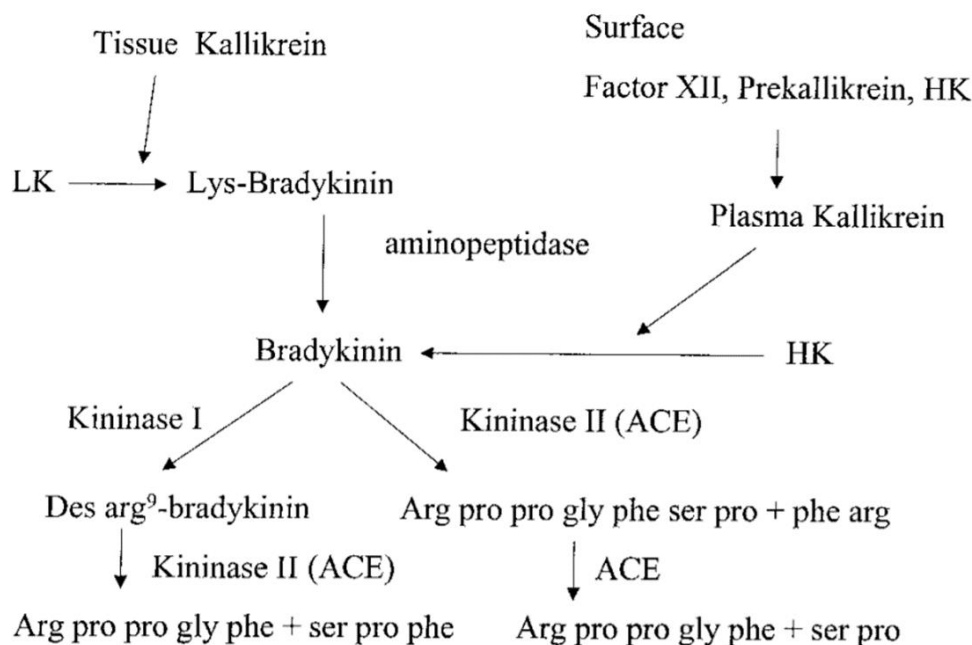 Surface
Tissue Kallikrein
Factor XII, Prekallikrein, HK
LK
Lys-Bradykinin
Plasma Kallikrein
aminopeptidase
Bradykinin
HK
Kininase I
Kininase II (ACE)
Des arg⁹-bradykinin
Arg pro pro gly phe ser pro + phe arg
Kininase II (ACE)
ACE
Arg pro pro gly phe + ser pro phe
Arg pro pro gly phe + ser pro